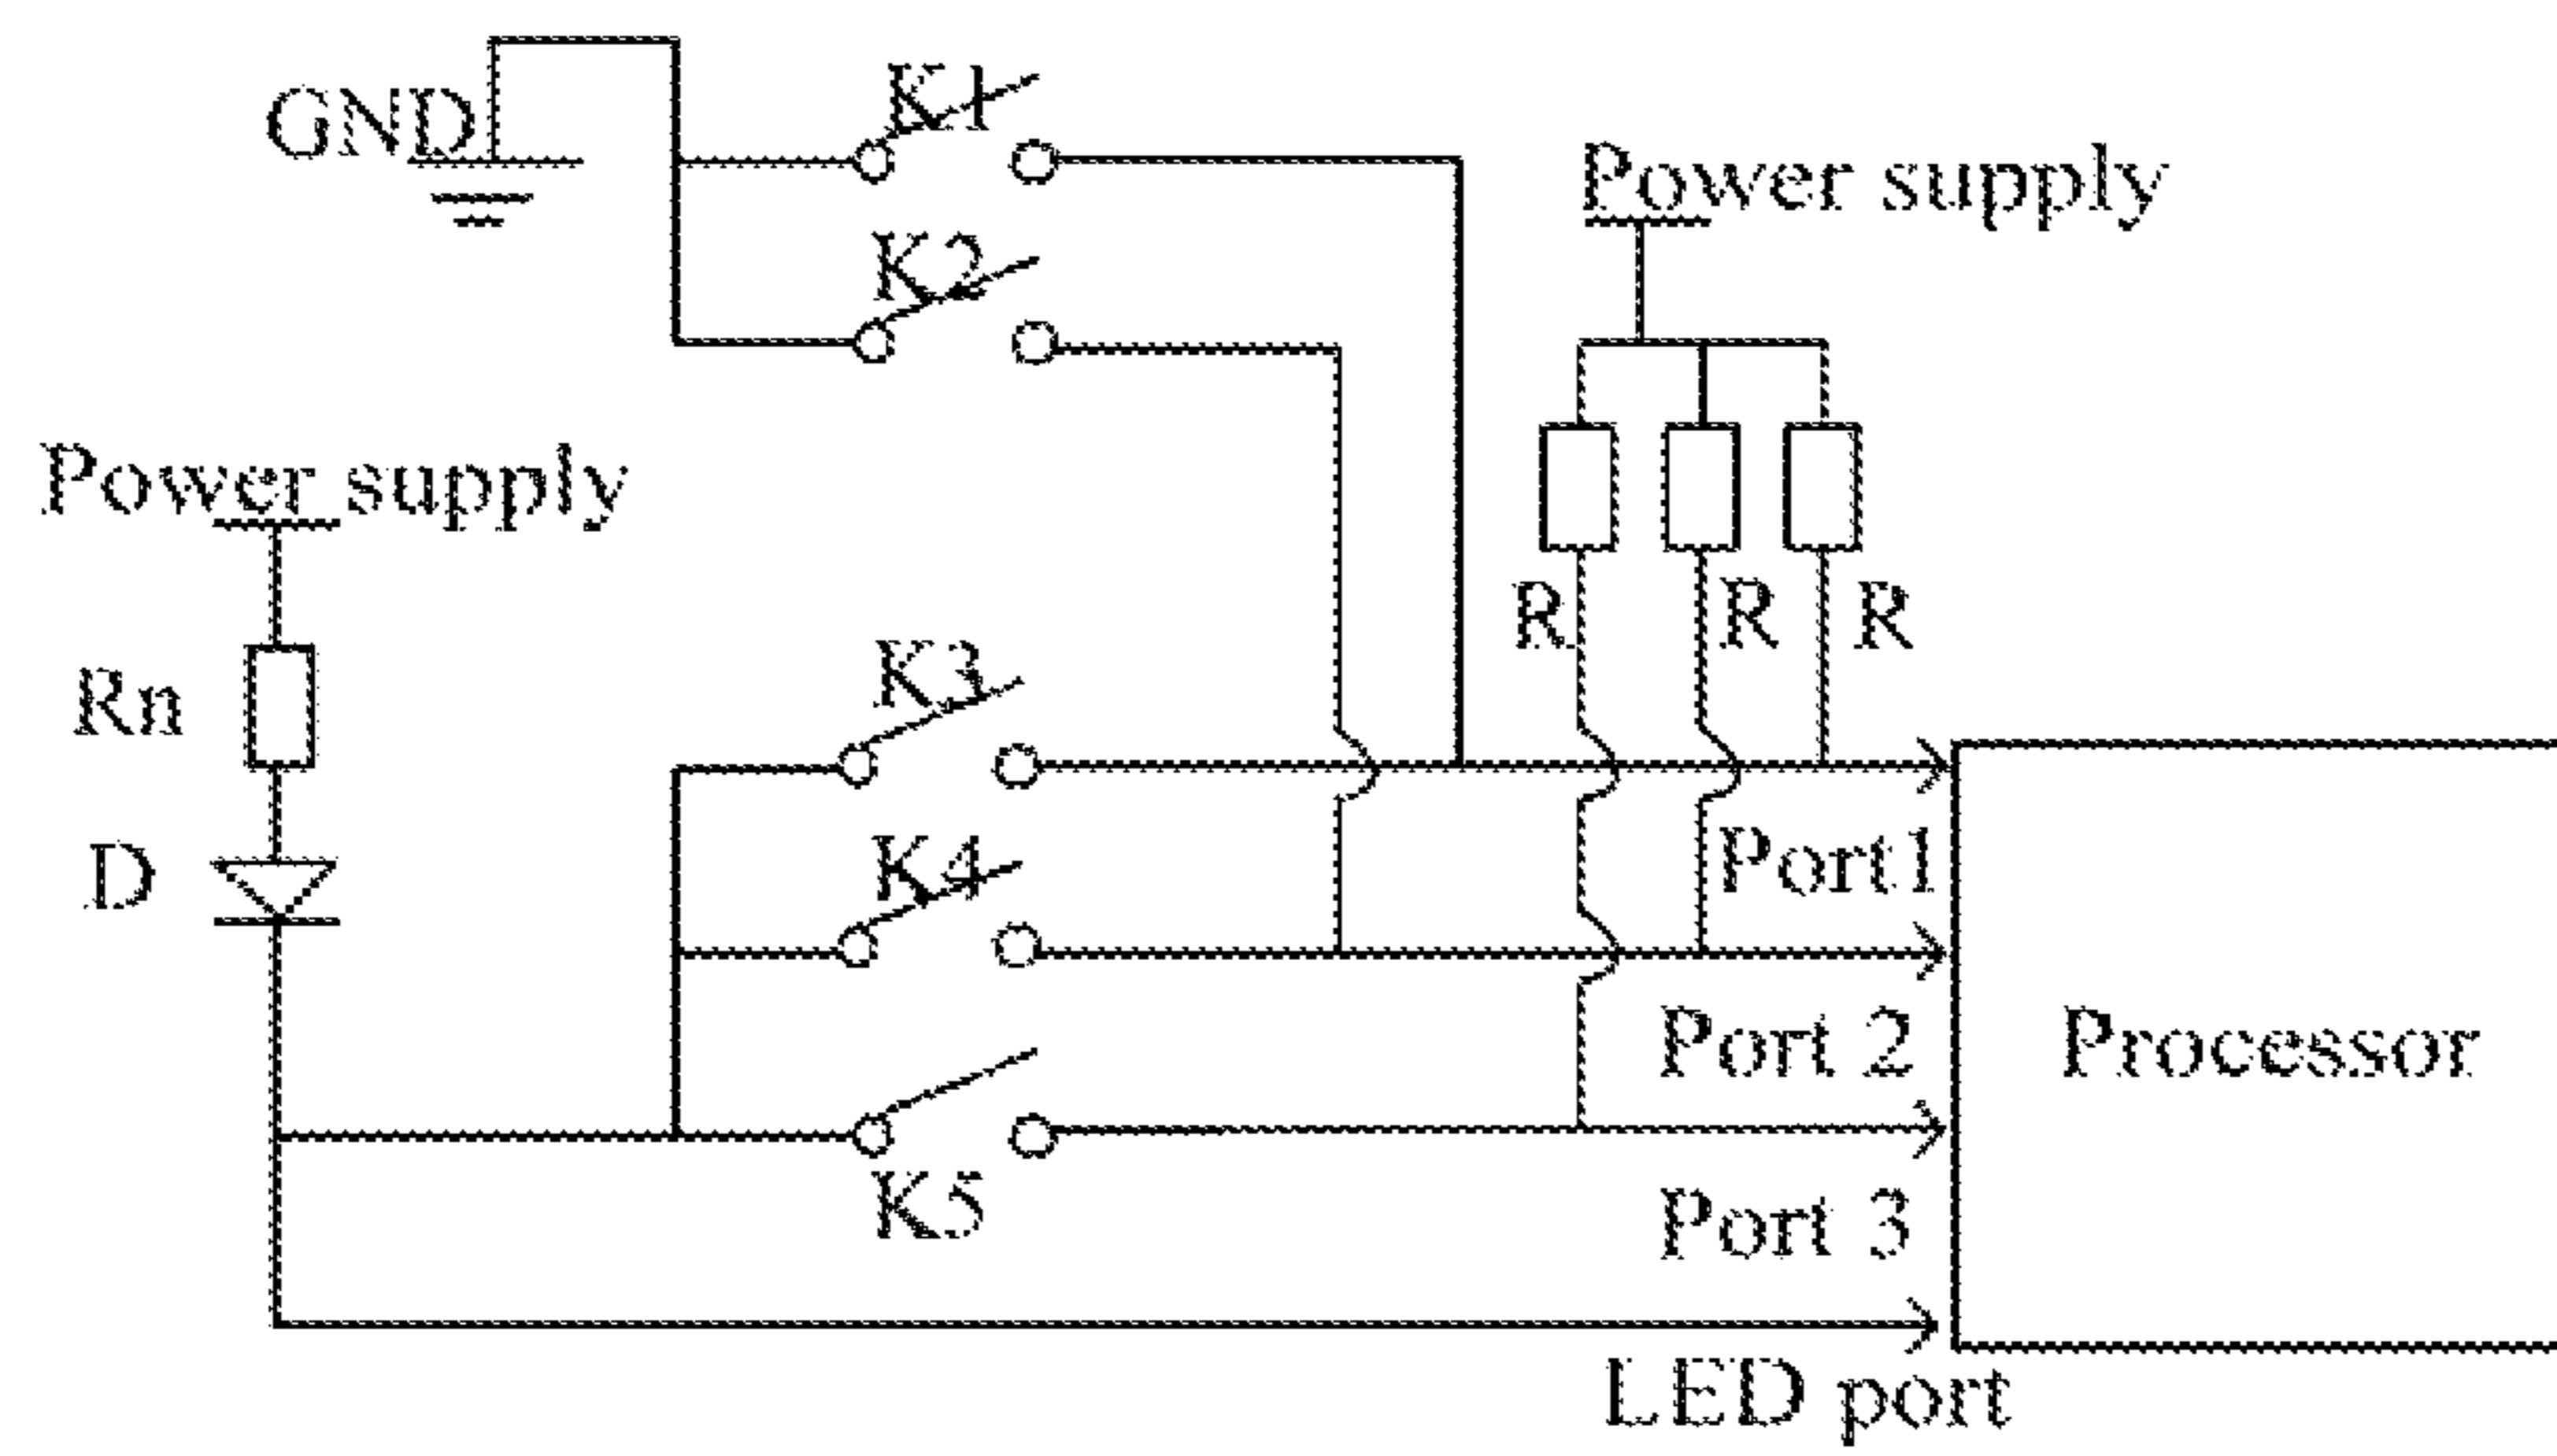 GND
K1
K2
Power supply
Power supply
Rn
D
K3
K4
K5
R
R
R
Port1
Port 2
Port 3
LED port
Processor